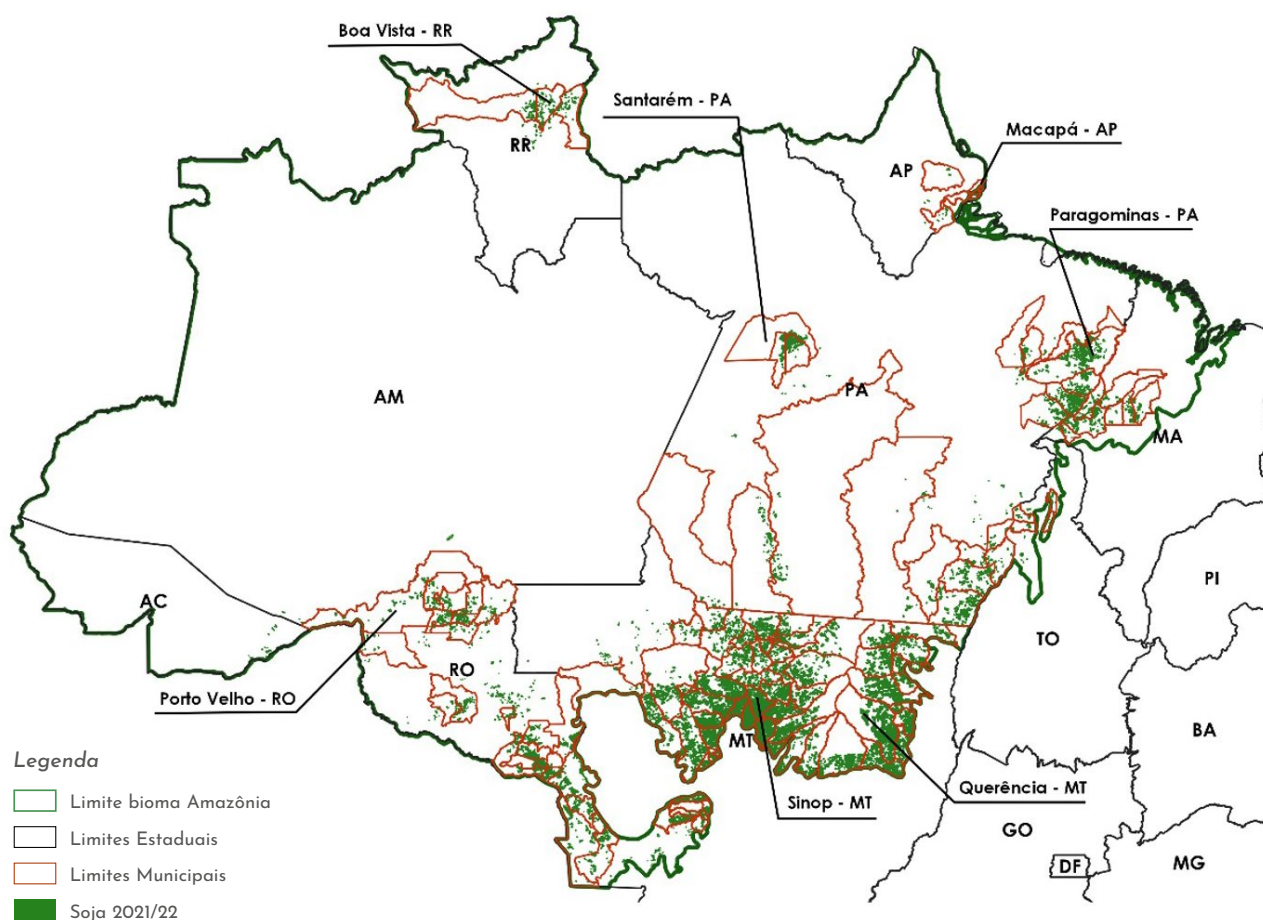 Boa Vista - RR
Santarém - PA
Macapá - AP
RR
AP
Paragominas - PA
AM
PA
MA
PI
AC
TO
RO
Porto Velho - RO
BA
MT
Sinop - MT
Querência - MT
GO
DF
MG
Legenda
Limite bioma Amazônia
Limites Estaduais
Limites Municipais
Soja 2021/22